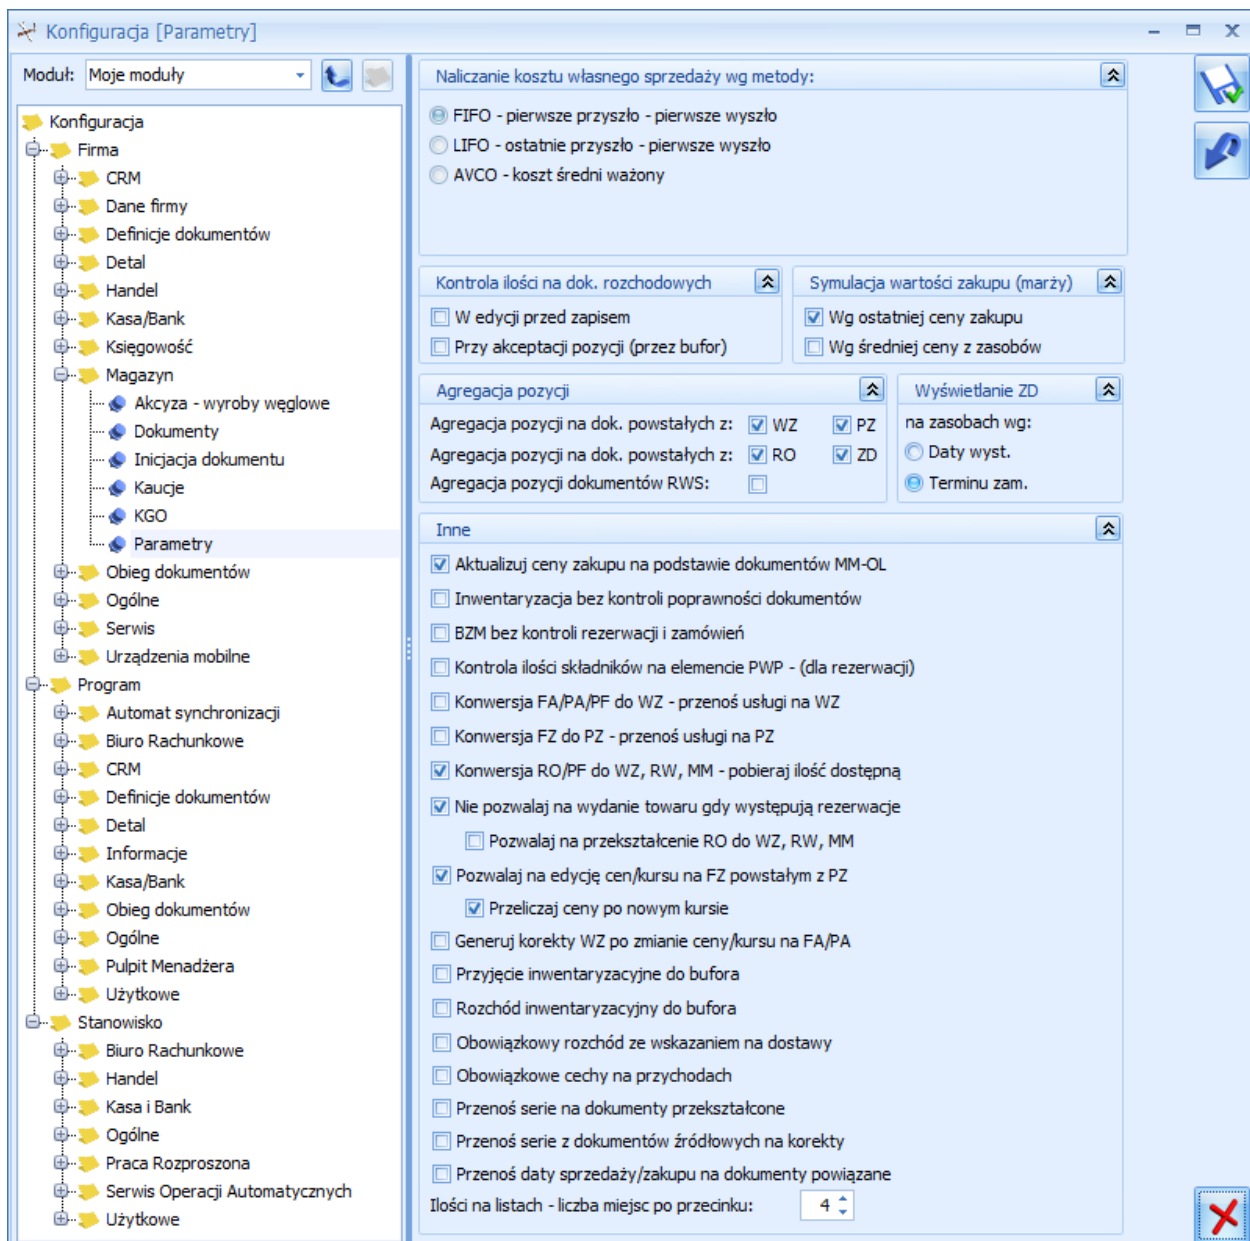 Konfiguracja [Parametry]
Moduł: Moje moduły
Konfiguracja
Firma
CRM
Dane firmy
Definicje dokumentów
Detal
Handel
Kasa/Bank
Księgowość
Magazyn
Akcyza - wyroby węglowe
Dokumenty
Inicjacja dokumentu
Kaucje
KGO
Parametry
Obieg dokumentów
Ogólne
Serwis
Urządzenia mobilne
Program
Automat synchronizacji
Biuro Rachunkowe
CRM
Definicje dokumentów
Detal
Informacje
Kasa/Bank
Obieg dokumentów
Ogólne
Pulpit Menadżera
Użytkowe
Stanowisko
Biuro Rachunkowe
Handel
Kasa i Bank
Ogólne
Praca Rozproszona
Serwis Operacji Automatycznych
Użytkowe
Naliczanie kosztu własnego sprzedaży wg metody:
FIFO - pierwsze przyszło - pierwsze wyszło
LIFO - ostatnie przyszło - pierwsze wyszło
AVCO - koszt średni ważony
Kontrola ilości na dok. rozchodowych
W edycji przed zapisem
Przy akceptacji pozycji (przez bufor)
Symulacja wartości zakupu (marży)
Wg ostatniej ceny zakupu
Wg średniej ceny z zasobów
Agregacja pozycji
Agregacja pozycji na dok. powstałych z: WZ PZ
Agregacja pozycji na dok. powstałych z: RO ZD
Agregacja pozycji dokumentów RWS:
Wyświetlanie ZD
na zasobach wg:
Daty wyst.
Terminu zam.
Inne
Aktualizuj ceny zakupu na podstawie dokumentów MM-OL
Inwentaryzacja bez kontroli poprawności dokumentów
BZM bez kontroli rezerwacji i zamówień
Kontrola ilości składników na elemencie PWP - (dla rezerwacji)
Konwersja FA/PA/PF do WZ - przenoś usługi na WZ
Konwersja FZ do PZ - przenoś usługi na PZ
Konwersja RO/PF do WZ, RW, MM - pobieraj ilość dostępną
Nie pozwalaj na wydanie towaru gdy występują rezerwacje
Pozwalaj na przekształcenie RO do WZ, RW, MM
Pozwalaj na edycję cen/kursu na FZ powstałym z PZ
Przeliczaj ceny po nowym kursie
Generuj korekty WZ po zmianie ceny/kursu na FA/PA
Przyjęcie inwentaryzacyjne do bufora
Rozchód inwentaryzacyjny do bufora
Obowiązkowy rozchód ze wskazaniem na dostawy
Obowiązkowe cechy na przychodach
Przenoś serie na dokumenty przekształcone
Przenoś serie z dokumentów źródłowych na korekty
Przenoś daty sprzedaży/zakupu na dokumenty powiązane
Ilości na listach - liczba miejsc po przecinku: 4